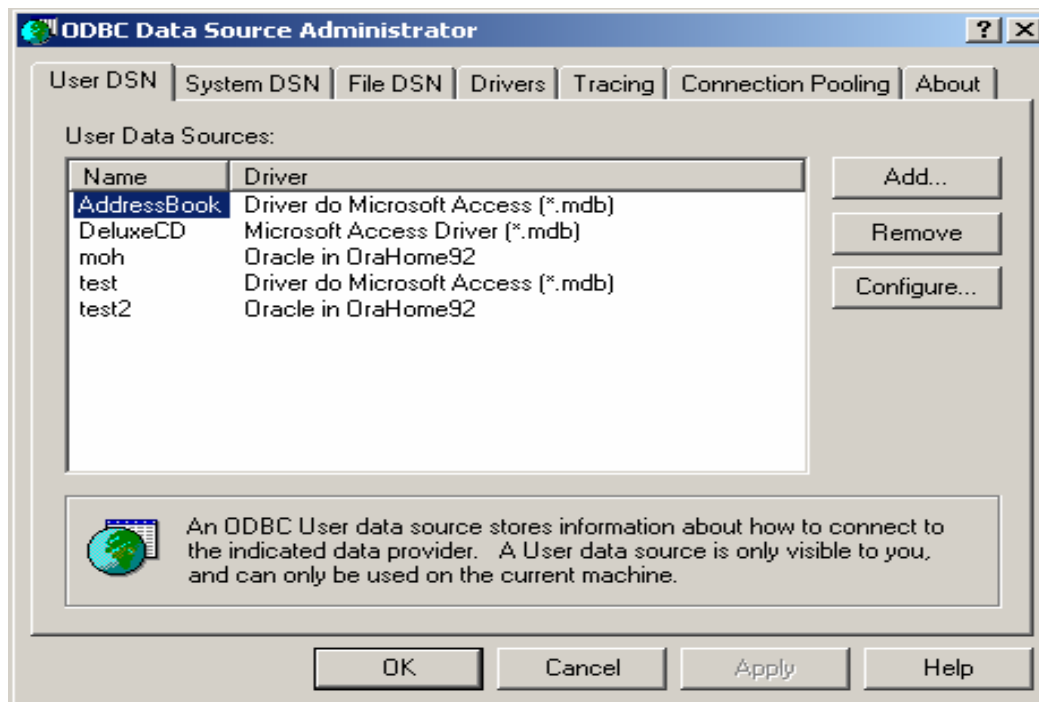 ODBC Data Source Administrator
User DSN System DSN File DSN Drivers Tracing Connection Pooling About
User Data Sources:
Name Driver
AddressBook Driver do Microsoft Access (*.mdb)
DeluxeCD Microsoft Access Driver (*.mdb)
moh Oracle in OraHome92
test Driver do Microsoft Access (*.mdb)
test2 Oracle in OraHome92
Add...
Remove
Configure...
An ODBC User data source stores information about how to connect to
the indicated data provider. A User data source is only visible to you,
and can only be used on the current machine.
OK Cancel Apply Help